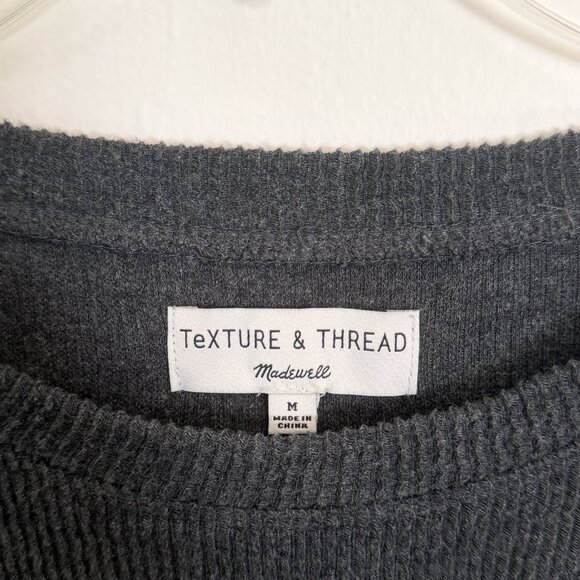 TeXTURE & THREAD
Madewell
M
MADE IN
CHINA